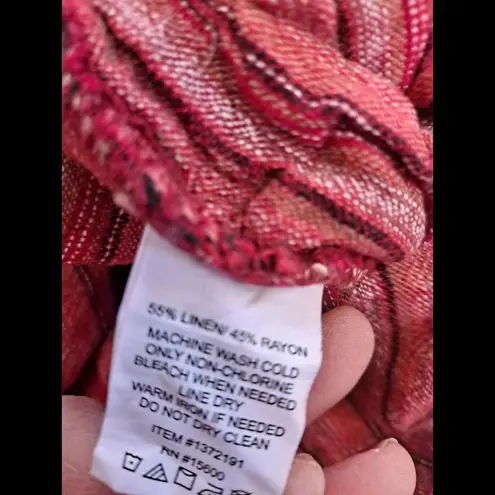 55% LINEN/ 45% RAYON
MACHINE WASH COLD
ONLY NON-CHLORINE
BLEACH WHEN NEEDED
LINE DRY
WARM IRON IF NEEDED
DO NOT DRY CLEAN
ITEM #1372191
RN #15600